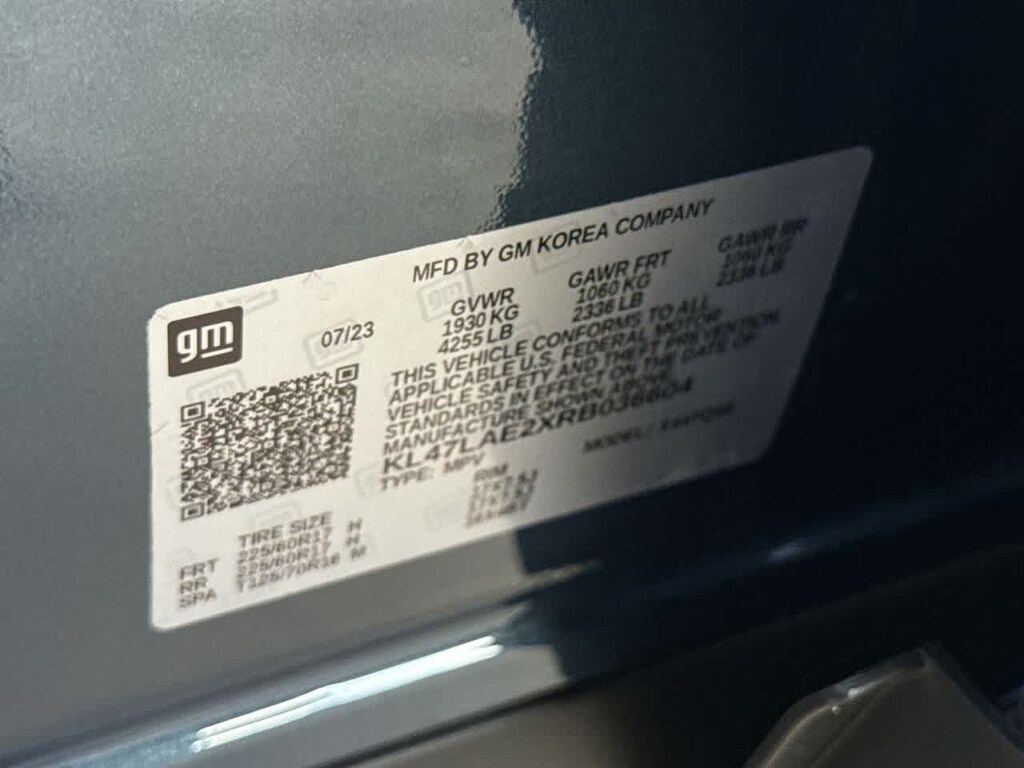 MFD BY GM KOREA COMPANY
gm
07/23
GVWR GAWR FRT GAWR RR
1930 KG 1060 KG 1060 KG
4255 LB 2336 LB 2336 LB
THIS VEHICLE CONFORMS TO ALL
APPLICABLE U.S. FEDERAL MOTOR
VEHICLE SAFETY AND THEFT PREVENTION
STANDARDS IN EFFECT ON THE DATE OF
MANUFACTURE SHOWN ABOVE.
KL47LAE2XRB036604
TYPE: MPV MODEL:
TIRE SIZE RIM
FRT 225/60R17 H
RR 225/60R17 H
SPA T125/70R16 M